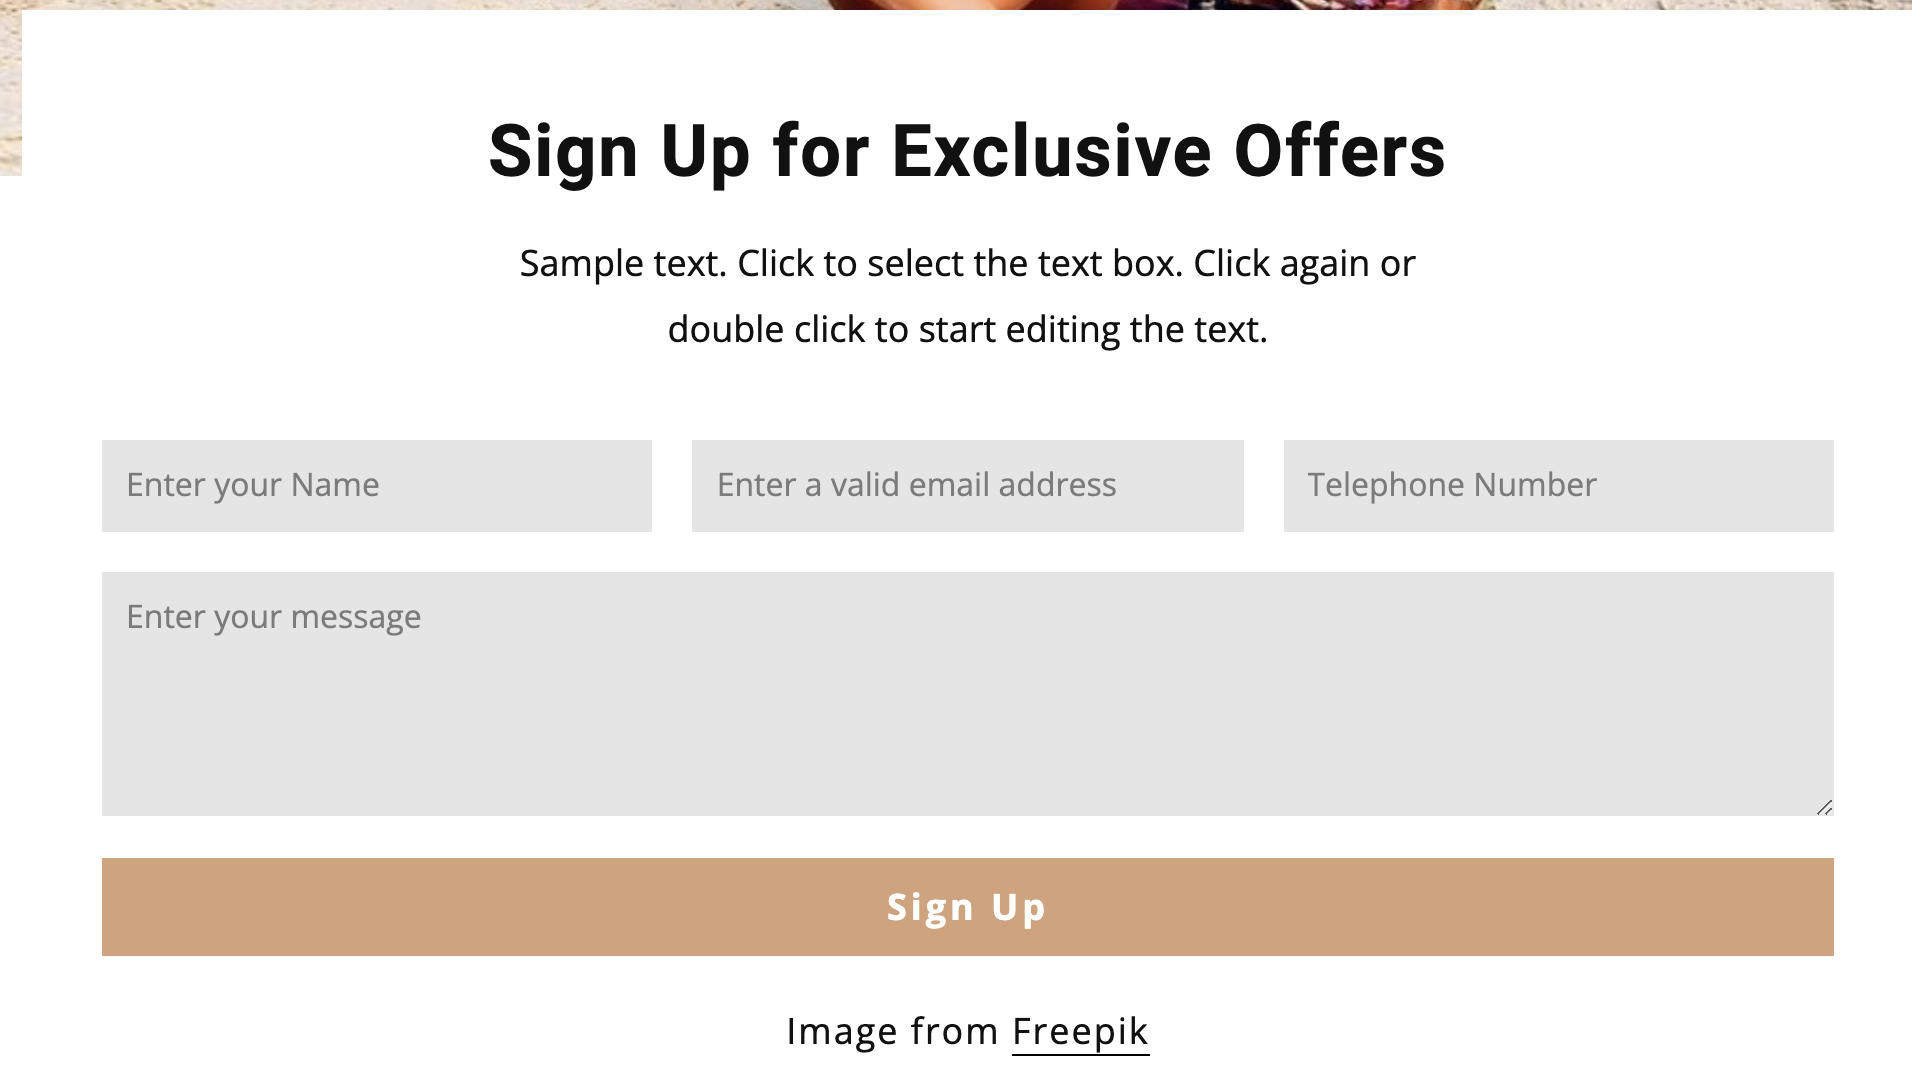 Sign Up for Exclusive Offers
Sample text. Click to select the text box. Click again or
double click to start editing the text.
Enter your Name
Enter a valid email address
Telephone Number
Enter your message
Sign Up
Image from Freepik